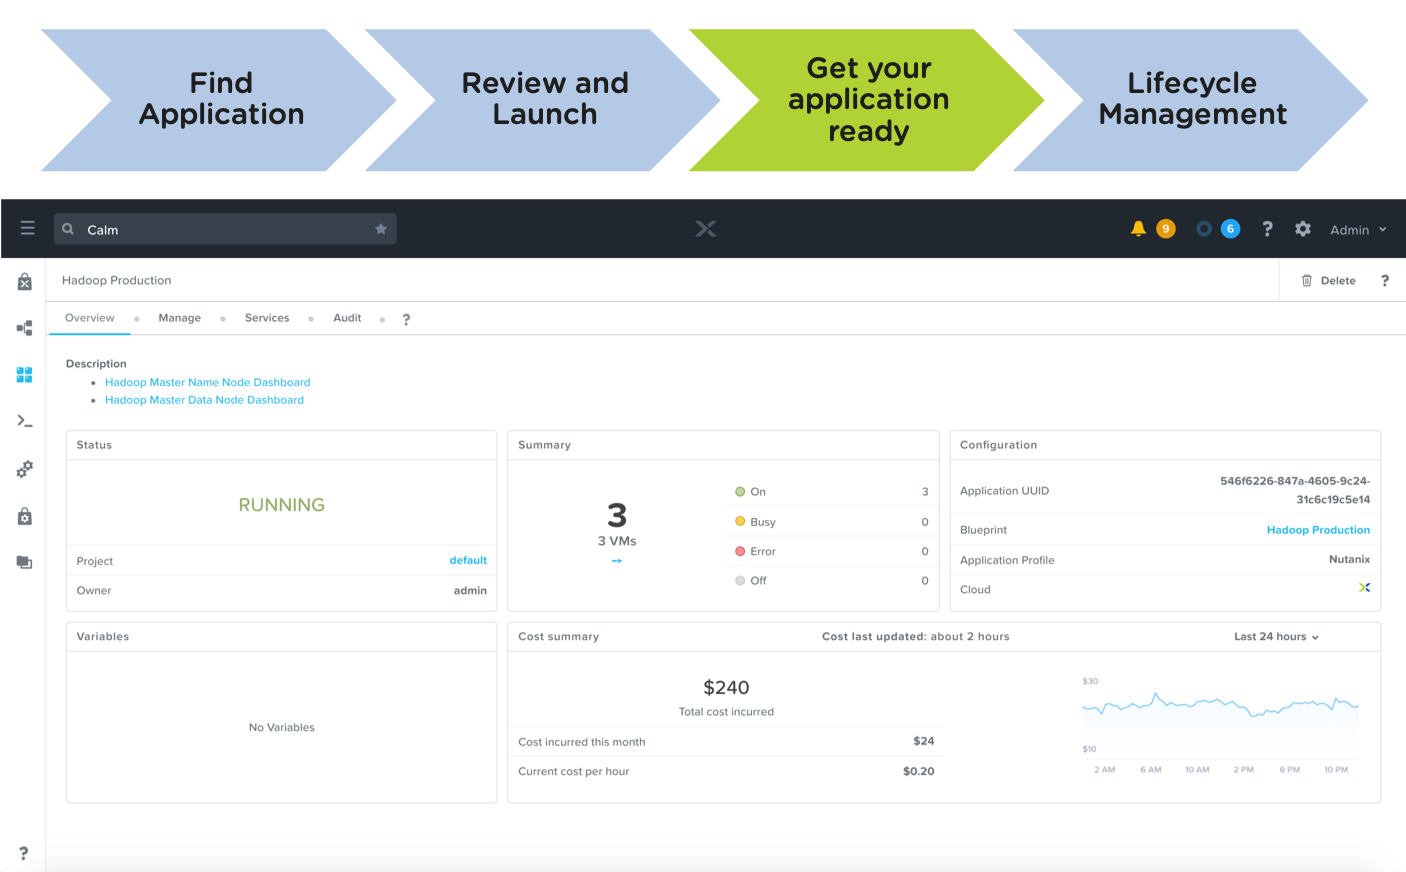 Find
Application
Review and
Launch
Get your
application
ready
Lifecycle
Management
Calm
9
6
?
Admin
Hadoop Production
Delete
?
Overview
Manage
Services
Audit
?
Description
Hadoop Master Name Node Dashboard
Hadoop Master Data Node Dashboard
Status
RUNNING
Project default
Owner admin
Summary
3
3 VMs
On 3
Busy 0
Error 0
Off 0
Configuration
Application UUID 546f6226-847a-4605-9c24-
31c6c19c5e14
Blueprint Hadoop Production
Application Profile Nutanix
Cloud
Variables
No Variables
Cost summary
Cost last updated: about 2 hours
Last 24 hours
$240
Total cost incurred
Cost incurred this month $24
Current cost per hour $0.20
$30
$10
2 AM 6 AM 10 AM 2 PM 6 PM 10 PM
?